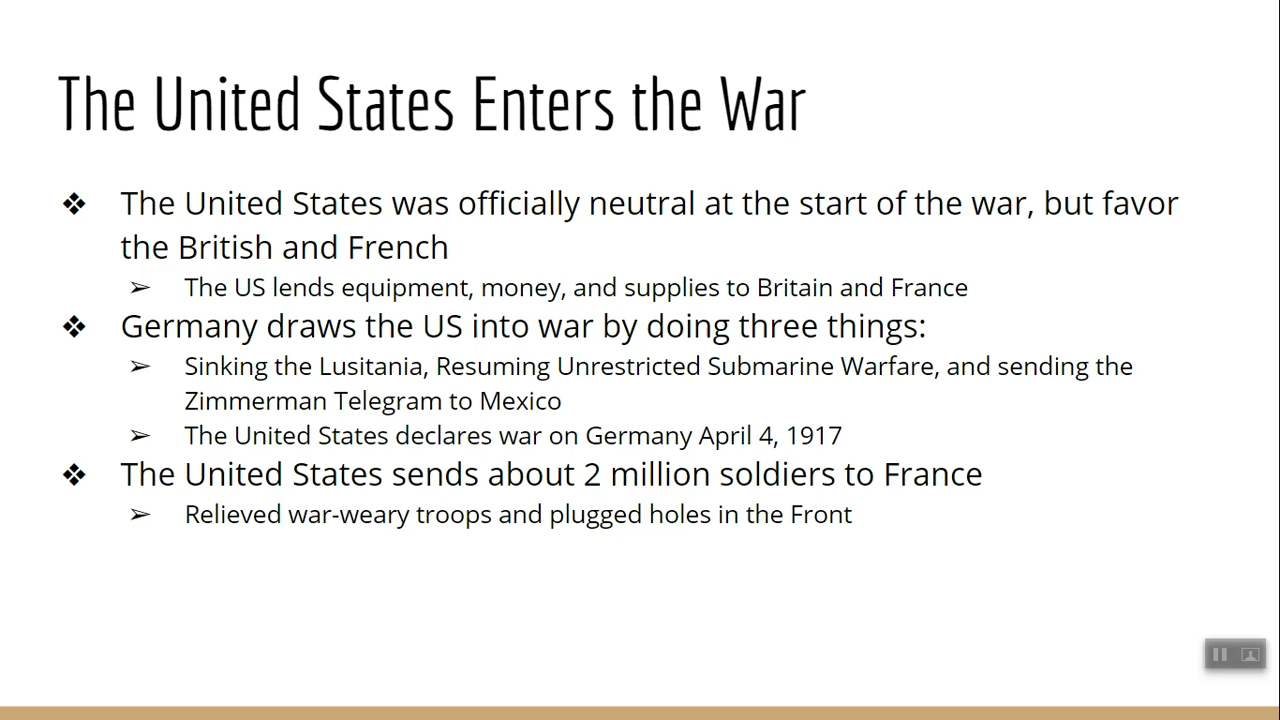 The United States Enters the War
❖ The United States was officially neutral at the start of the war, but favor
the British and French
➢ The US lends equipment, money, and supplies to Britain and France
❖ Germany draws the US into war by doing three things:
➢ Sinking the Lusitania, Resuming Unrestricted Submarine Warfare, and sending the
Zimmerman Telegram to Mexico
➢ The United States declares war on Germany April 4, 1917
❖ The United States sends about 2 million soldiers to France
➢ Relieved war-weary troops and plugged holes in the Front